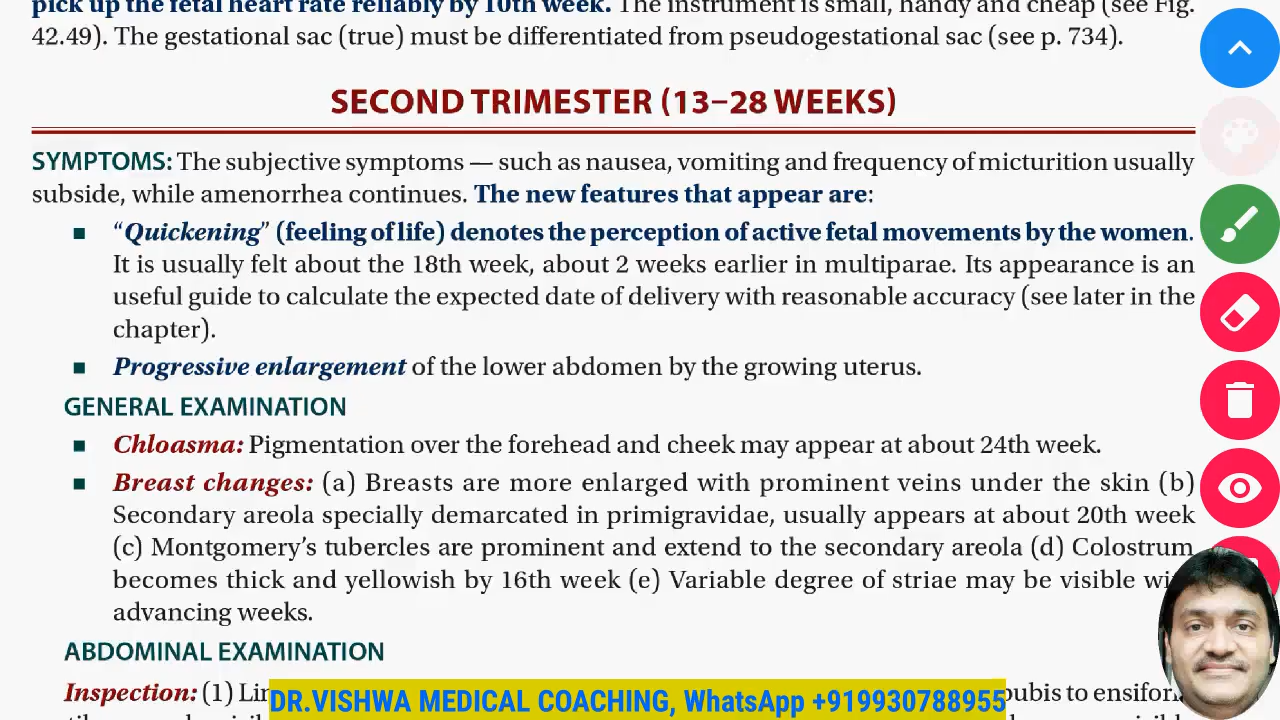 pick up the fetal heart rate reliably by 10th week. The instrument is small, handy and cheap (see Fig.
42.49). The gestational sac (true) must be differentiated from pseudogestational sac (see p. 734).
SECOND TRIMESTER (13–28 WEEKS)
SYMPTOMS: The subjective symptoms — such as nausea, vomiting and frequency of micturition usually
subside, while amenorrhea continues. The new features that appear are:
■ “Quickening” (feeling of life) denotes the perception of active fetal movements by the women.
It is usually felt about the 18th week, about 2 weeks earlier in multiparae. Its appearance is an
useful guide to calculate the expected date of delivery with reasonable accuracy (see later in the
chapter).
■ Progressive enlargement of the lower abdomen by the growing uterus.
GENERAL EXAMINATION
■ Chloasma: Pigmentation over the forehead and cheek may appear at about 24th week.
■ Breast changes: (a) Breasts are more enlarged with prominent veins under the skin (b)
Secondary areola specially demarcated in primigravidae, usually appears at about 20th week
(c) Montgomery’s tubercles are prominent and extend to the secondary areola (d) Colostrum
becomes thick and yellowish by 16th week (e) Variable degree of striae may be visible
advancing weeks.
ABDOMINAL EXAMINATION
Inspection: (1) pubis to
DR.VISHWA MEDICAL COACHING, WhatsApp +919930788955